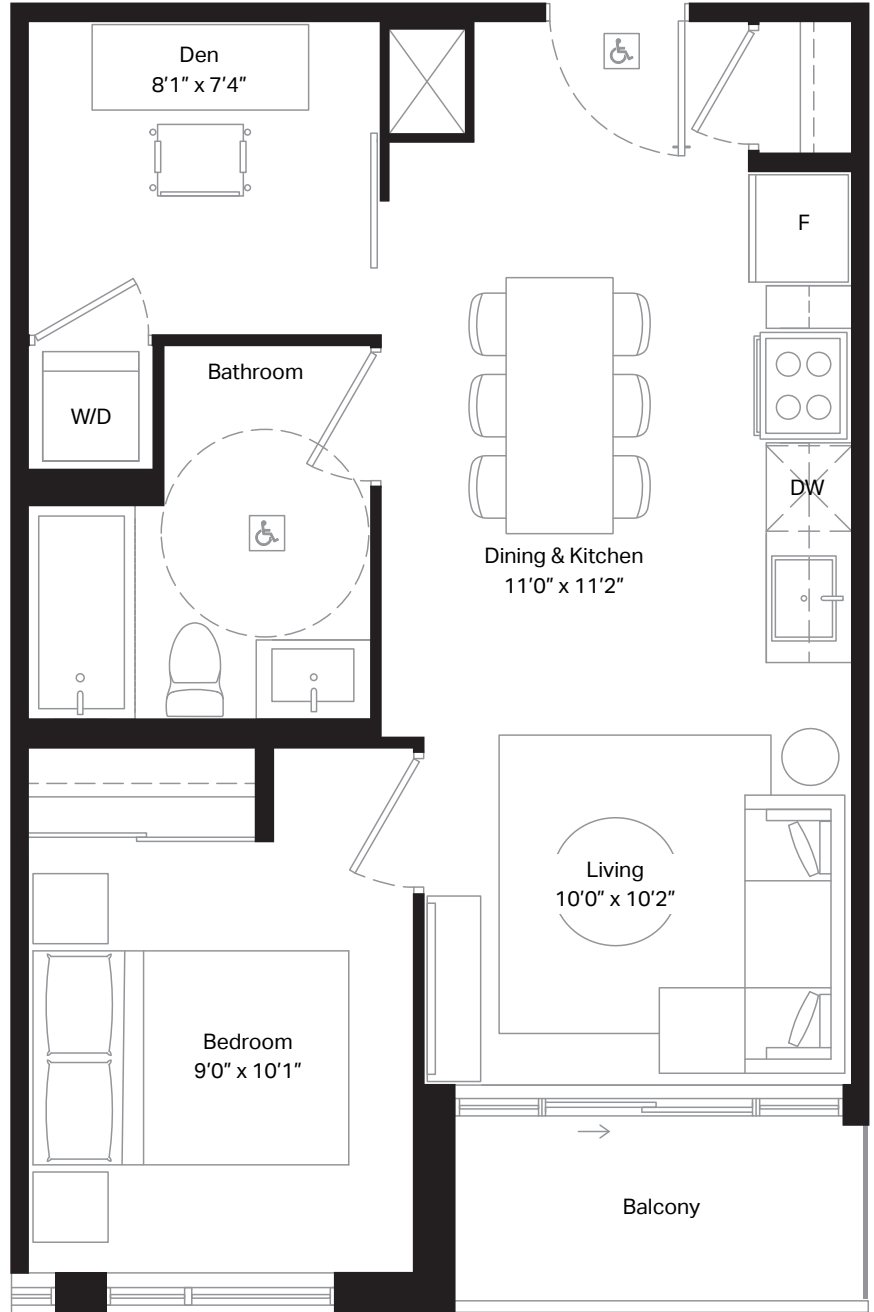 Den
8’1” x 7’4”
F
Bathroom
W/D
DW
Dining & Kitchen
11’0” x 11’2”
Living
10’0” x 10’2”
Bedroom
9’0” x 10’1”
Balcony